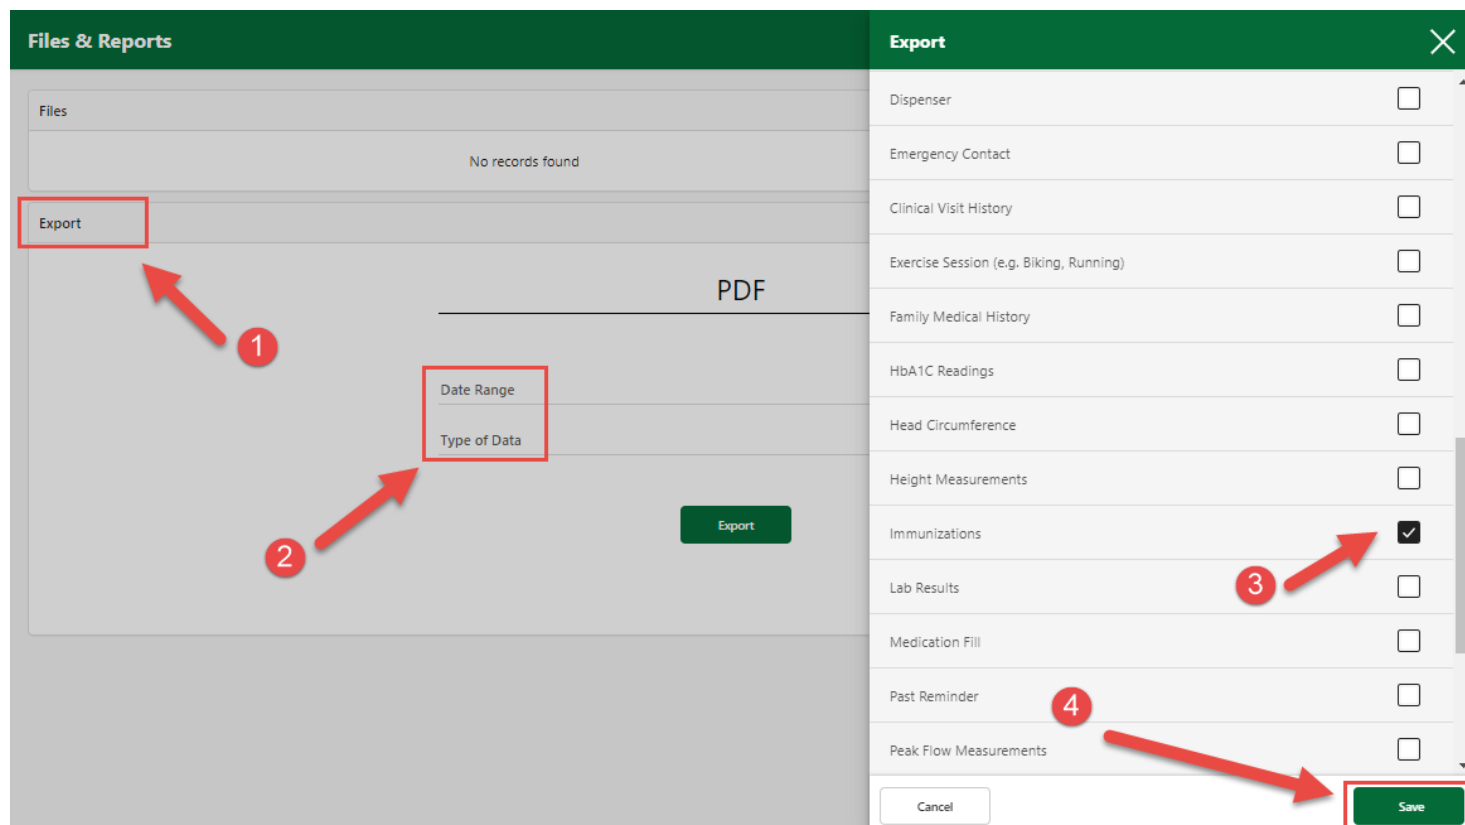 Files & Reports
Files
No records found
Export
1
PDF
Date Range
Type of Data
2
Export
Export
Dispenser
Emergency Contact
Clinical Visit History
Exercise Session (e.g. Biking, Running)
Family Medical History
HbA1C Readings
Head Circumference
Height Measurements
Immunizations
3
Lab Results
Medication Fill
Past Reminder
4
Peak Flow Measurements
Cancel
Save